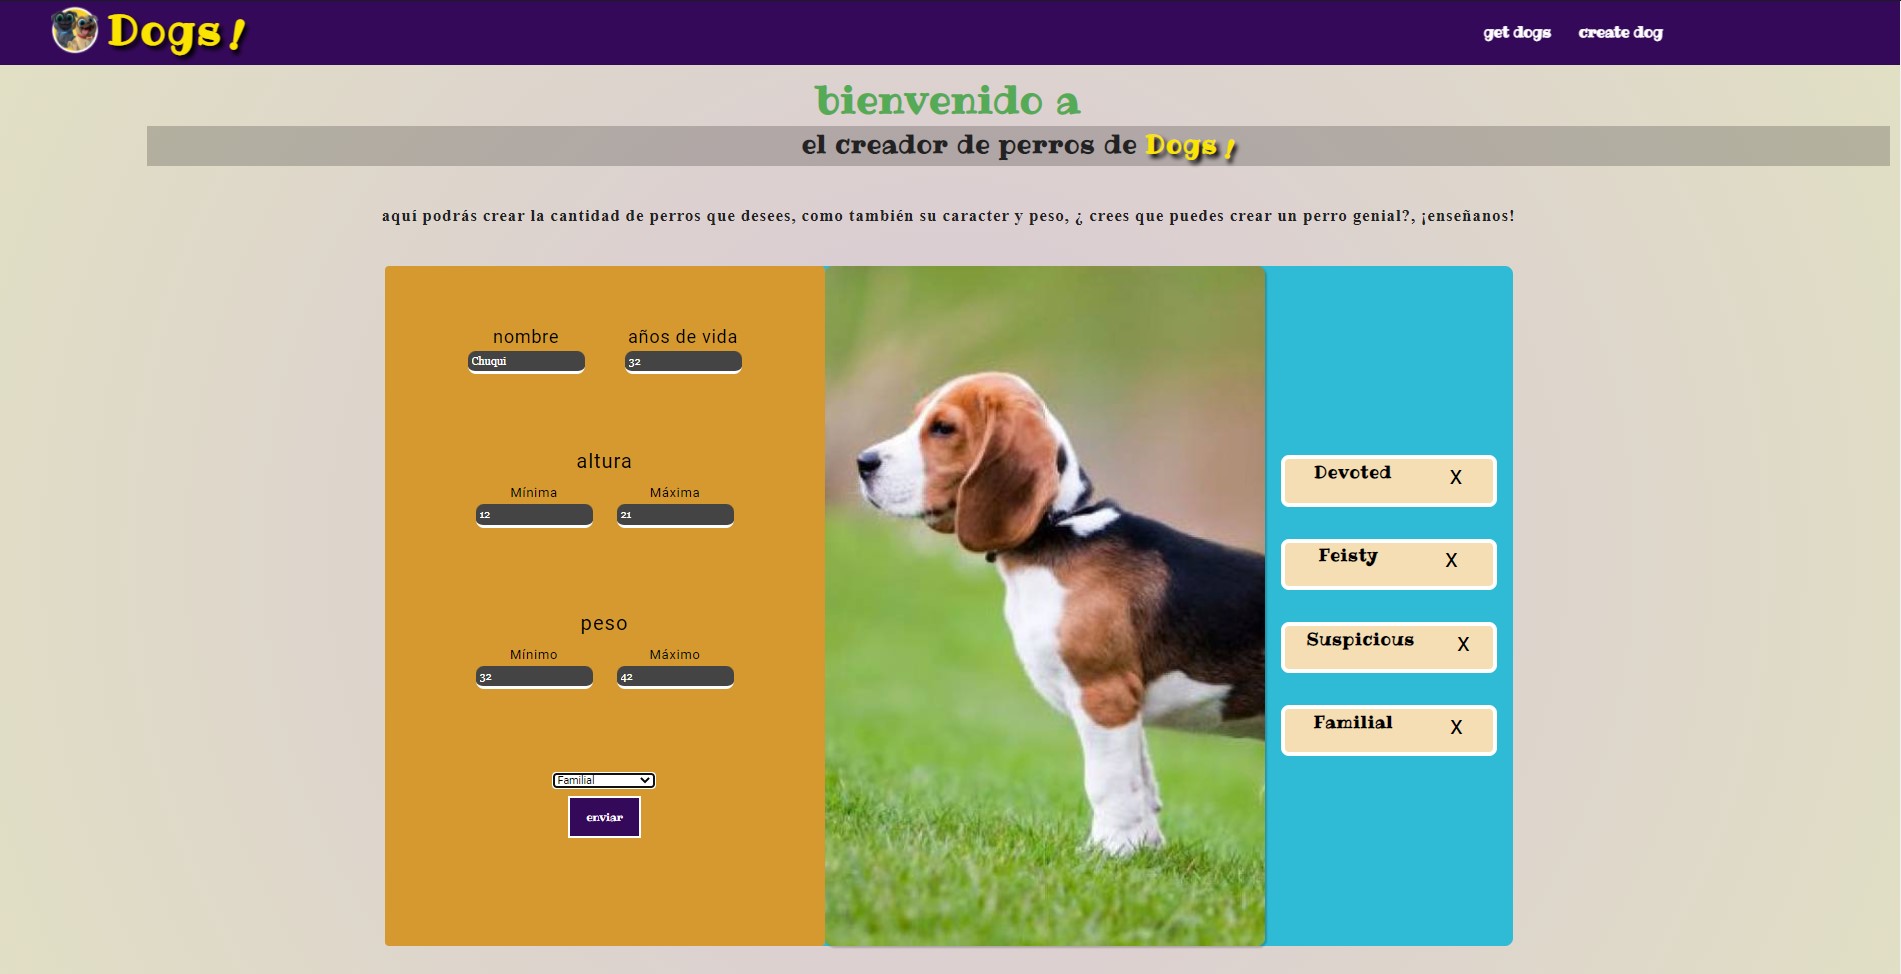 Dogs!
get dogs create dog
bienvenido a
el creador de perros de Dogs!
aquí podrás crear la cantidad de perros que desees, como también su caracter y peso, ¿ crees que puedes crear un perro genial?, ¡enseñanos!
nombre años de vida
Chuqui 32
altura
Mínima Máxima
12 21
peso
Mínimo Máximo
32 42
Familial
enviar
Devoted X
Feisty X
Suspicious X
Familial X